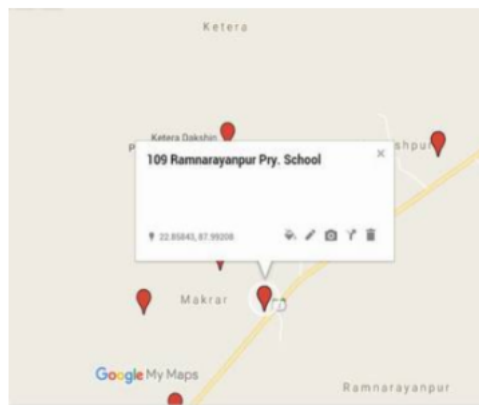 Ketera
Ketera Dakshin
109 Ramnarayanpur Pry. School
22.85843, 87.99208
Makrar
Google My Maps
Ramnarayanpur